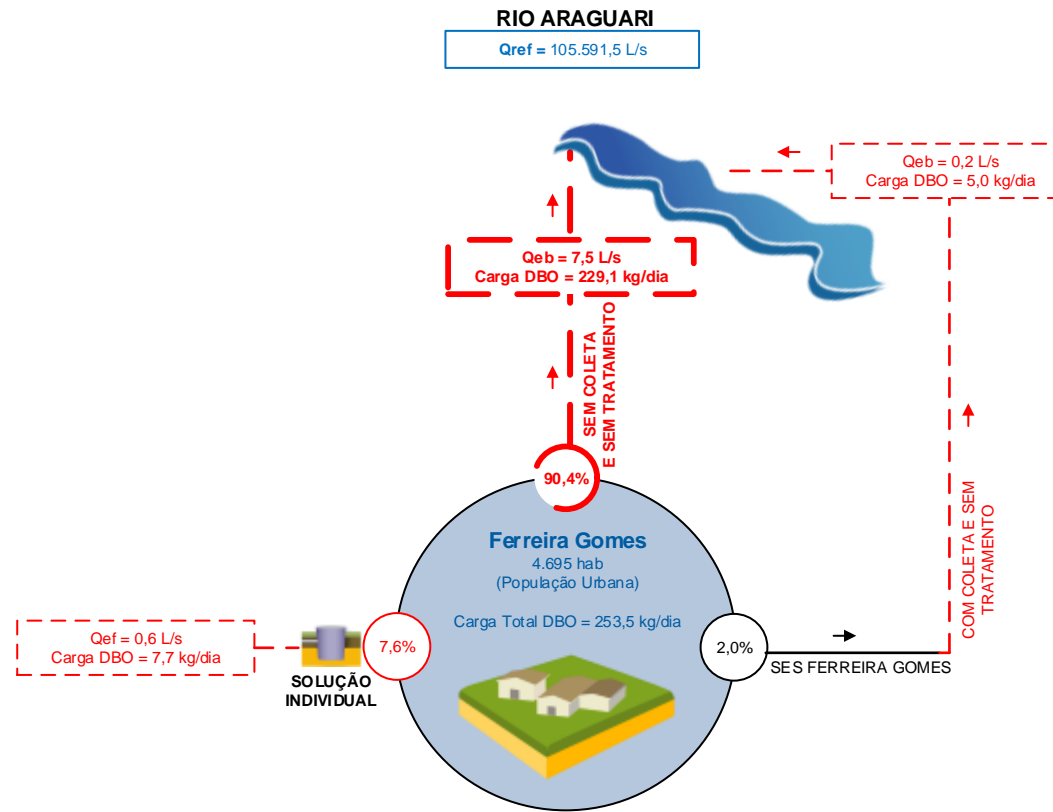 RIO ARAGUARI
Qref = 105.591,5 L/s
Qeb = 0,2 L/s
Carga DBO = 5,0 kg/dia
Qeb = 7,5 L/s
Carga DBO = 229,1 kg/dia
SEM COLETA
E SEM TRATAMENTO
COM COLETA E SEM
TRATAMENTO
90,4%
Ferreira Gomes
4.695 hab
(População Urbana)
Carga Total DBO = 253,5 kg/dia
Qef = 0,6 L/s
Carga DBO = 7,7 kg/dia
SOLUÇÃO
INDIVIDUAL
7,6%
2,0%
SES FERREIRA GOMES